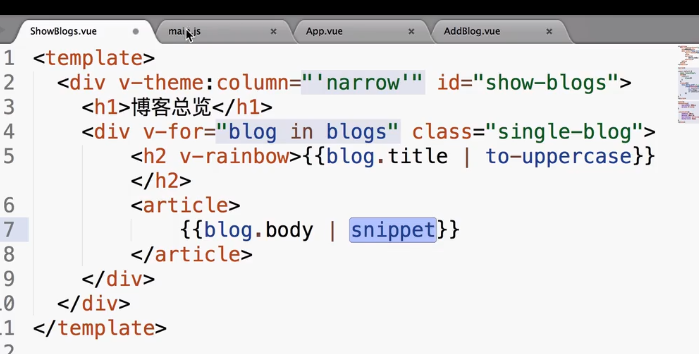 ShowBlogs.vue main.js App.vue AddBlog.vue
1 <template>
2 <div v-theme:column="'narrow'" id="show-blogs">
3 <h1>博客总览</h1>
4 <div v-for="blog in blogs" class="single-blog">
5 <h2 v-rainbow>{{blog.title | to-uppercase}}
</h2>
6 <article>
7 {{blog.body | snippet}}
8 </article>
9 </div>
10 </div>
11 </template>